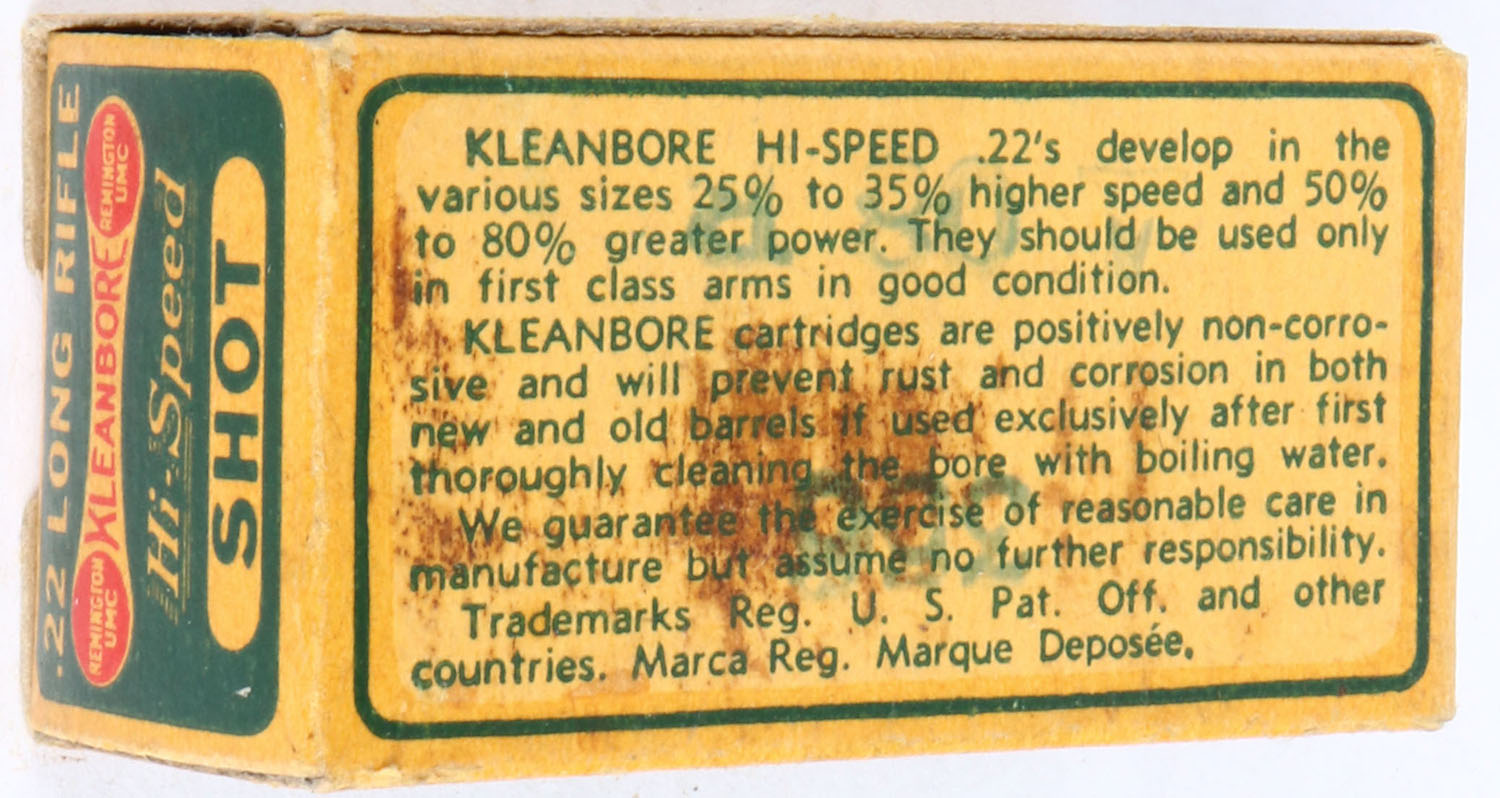 .22 LONG RIFLE
REMINGTON
UMC
KLEANBORE
REMINGTON
UMC
Hi-Speed
SHOT
KLEANBORE HI-SPEED .22's develop in the
various sizes 25% to 35% higher speed and 50%
to 80% greater power. They should be used only
in first class arms in good condition.
KLEANBORE cartridges are positively non-corro-
sive and will prevent rust and corrosion in both
new and old barrels if used exclusively after first
thoroughly cleaning the bore with boiling water.
We guarantee the exercise of reasonable care in
manufacture but assume no further responsibility.
Trademarks Reg. U. S. Pat. Off. and other
countries. Marca Reg. Marque Deposée.